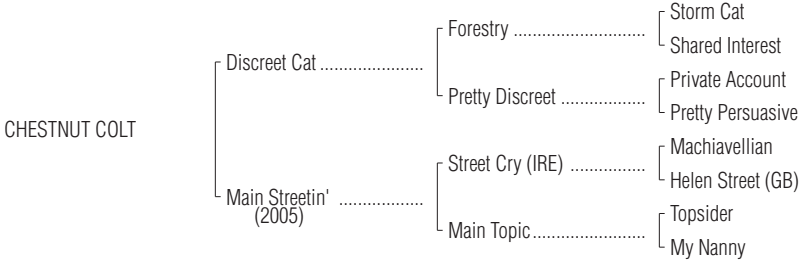 Storm Cat
Forestry ............................
Shared Interest
Discreet Cat ......................
Private Account
Pretty Discreet ..................
Pretty Persuasive
CHESTNUT COLT
Machiavellian
Street Cry (IRE) ................
Helen Street (GB)
Main Streetin' ..................
(2005)
Topsider
Main Topic........................
My Nanny